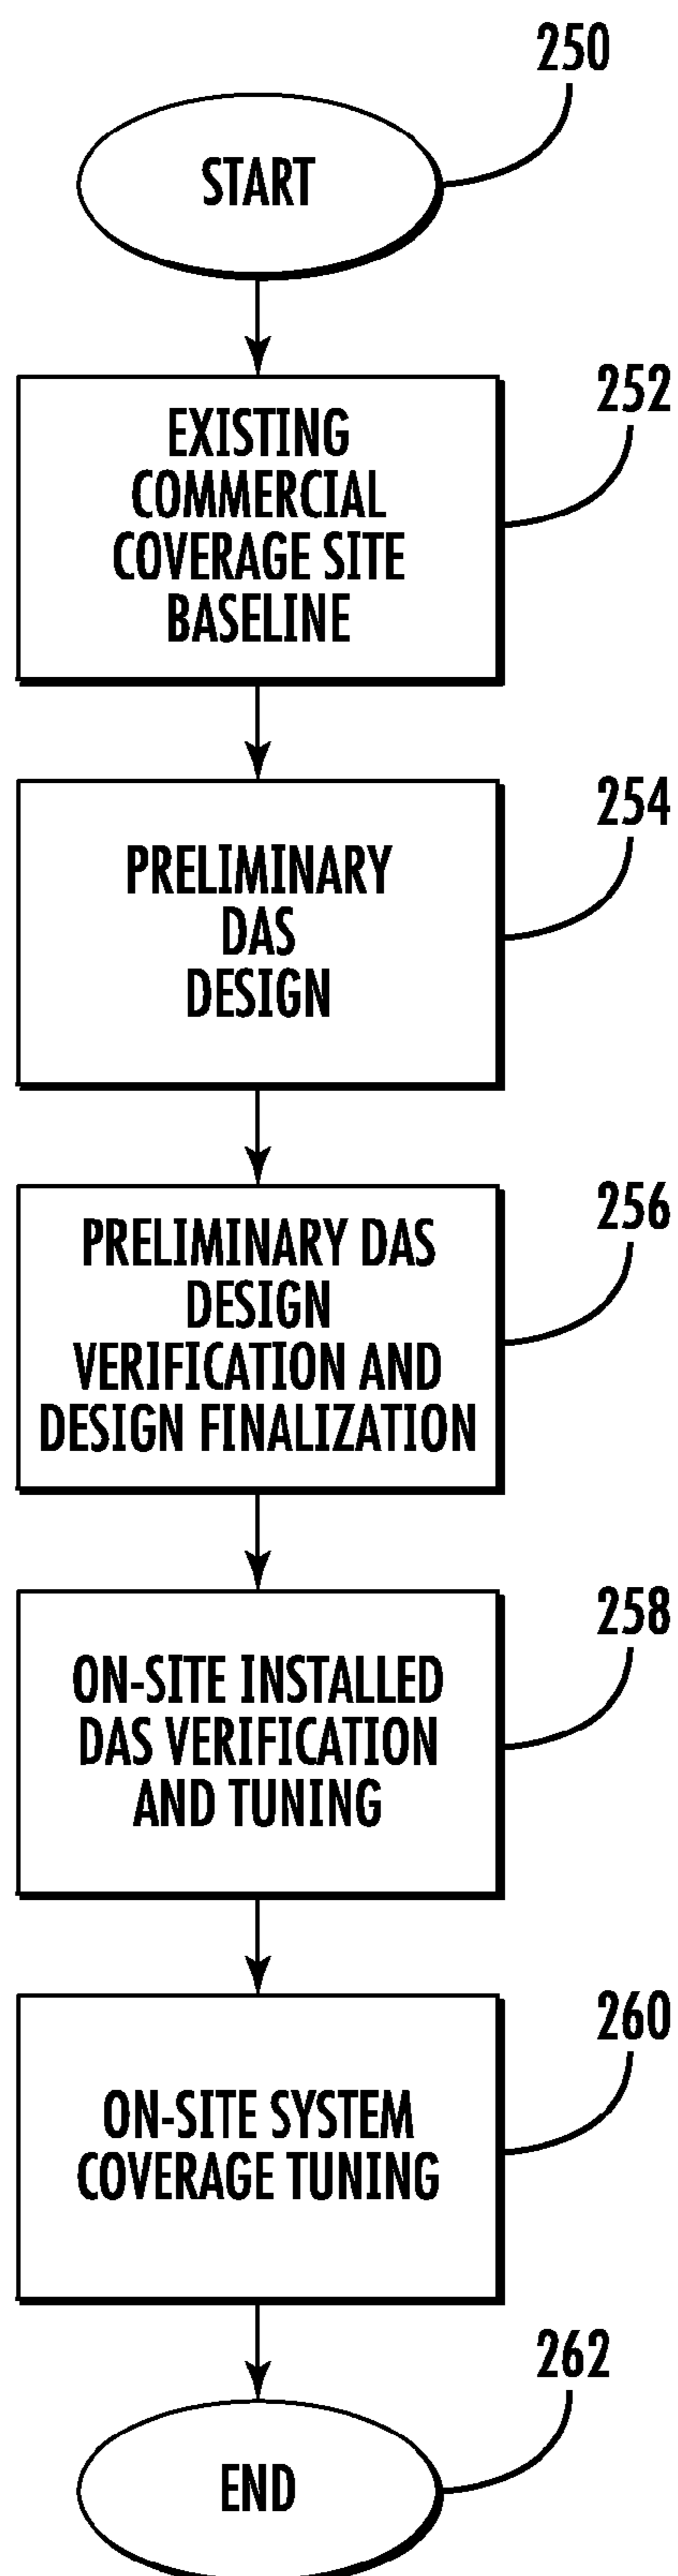 250
START
252
EXISTING
COMMERCIAL
COVERAGE SITE
BASELINE
254
PRELIMINARY
DAS
DESIGN
256
PRELIMINARY DAS
DESIGN
VERIFICATION AND
DESIGN FINALIZATION
258
ON-SITE INSTALLED
DAS VERIFICATION
AND TUNING
260
ON-SITE SYSTEM
COVERAGE TUNING
262
END